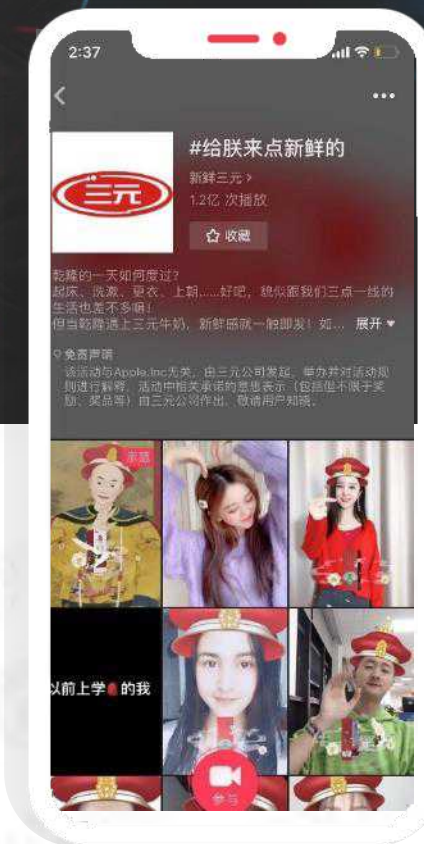 2:37
#给朕来点新鲜的
新鲜三元 >
1.2亿 次播放
收藏
三元
乾隆的一天如何度过?
起床、洗漱、更衣、上朝......好吧,貌似跟我们三点一线的
生活也差不多嘛!
但当乾隆遇上三元牛奶,新鲜感就一触即发!如... 展开
免责声明
该活动与Apple.Inc无关,由三元公司发起、举办并对活动规
则进行解释,活动中相关承诺的意思表示(包括但不限于奖
励、奖品等)由三元公司作出,敬请用户知晓。
以前上学 的我
参与